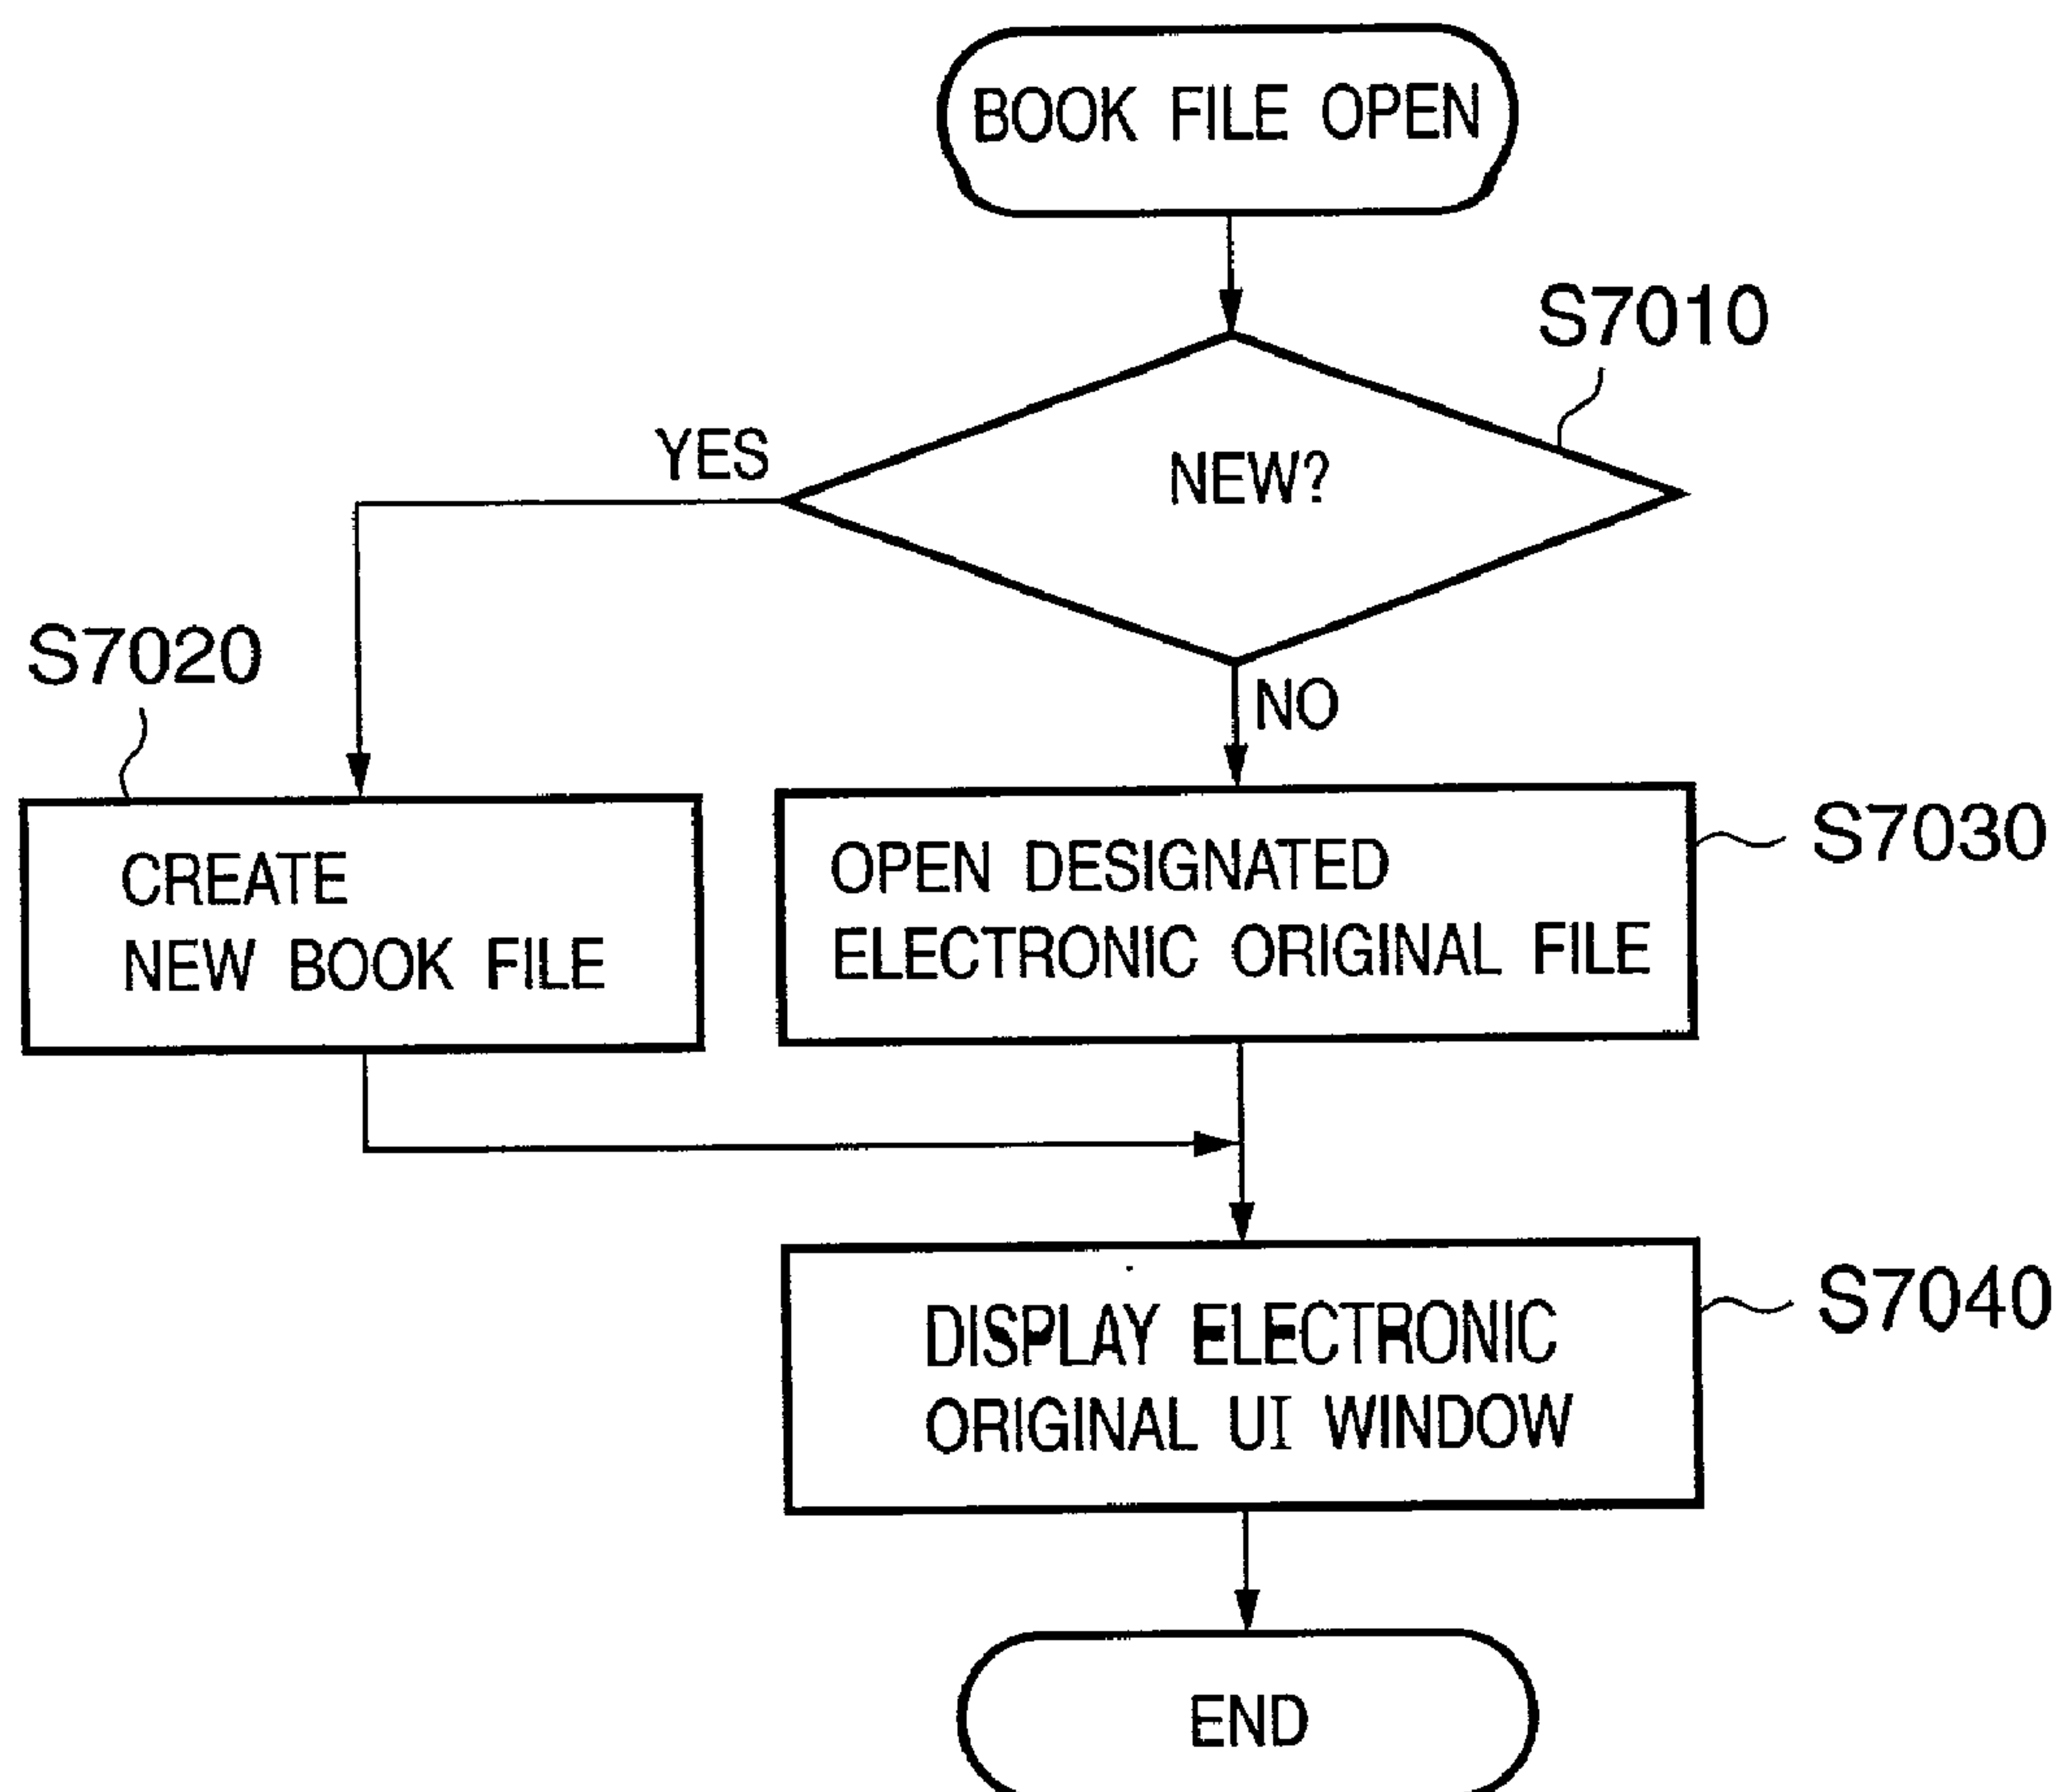 BOOK FILE OPEN
S7010
NEW?
YES
NO
S7020
CREATE
NEW BOOK FILE
OPEN DESIGNATED
ELECTRONIC ORIGINAL FILE
S7030
DISPLAY ELECTRONIC
ORIGINAL UI WINDOW
S7040
END